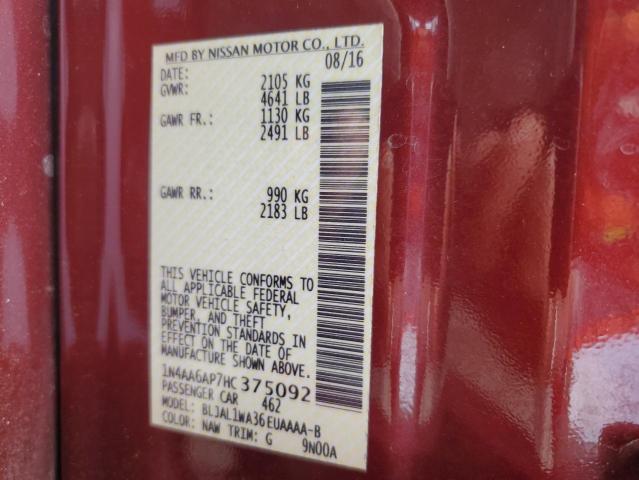 MFD BY NISSAN MOTOR CO., LTD.
DATE: 08/16
GVWR: 2105 KG
4641 LB
GAWR FR.: 1130 KG
2491 LB
GAWR RR.: 990 KG
2183 LB
THIS VEHICLE CONFORMS TO
ALL APPLICABLE FEDERAL
MOTOR VEHICLE SAFETY,
BUMPER, AND THEFT
PREVENTION STANDARDS IN
EFFECT ON THE DATE OF
MANUFACTURE SHOWN ABOVE.
1N4AA6AP7HC375092
PASSENGER CAR 462
MODEL: BLJAL1WA36EUAAAA-B
COLOR: NAW TRIM: G 9N00A